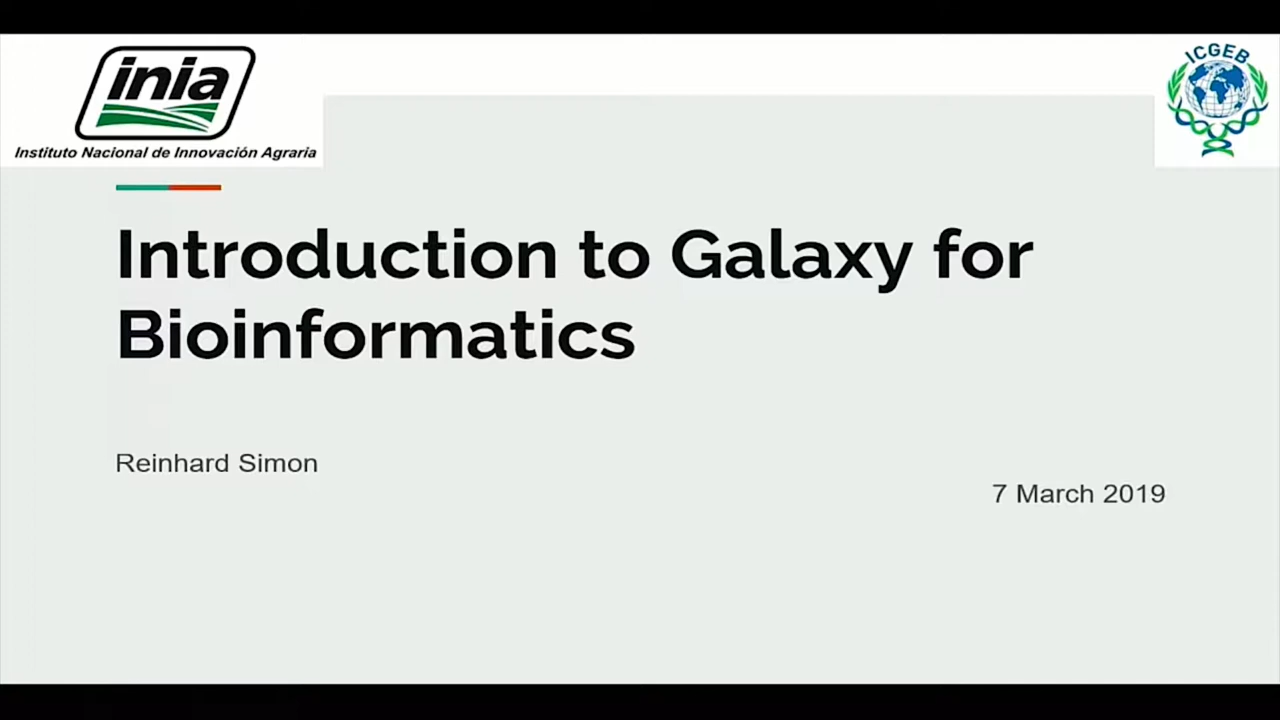 inia
Instituto Nacional de Innovación Agraria
ICGEB
Introduction to Galaxy for
Bioinformatics
Reinhard Simon
7 March 2019